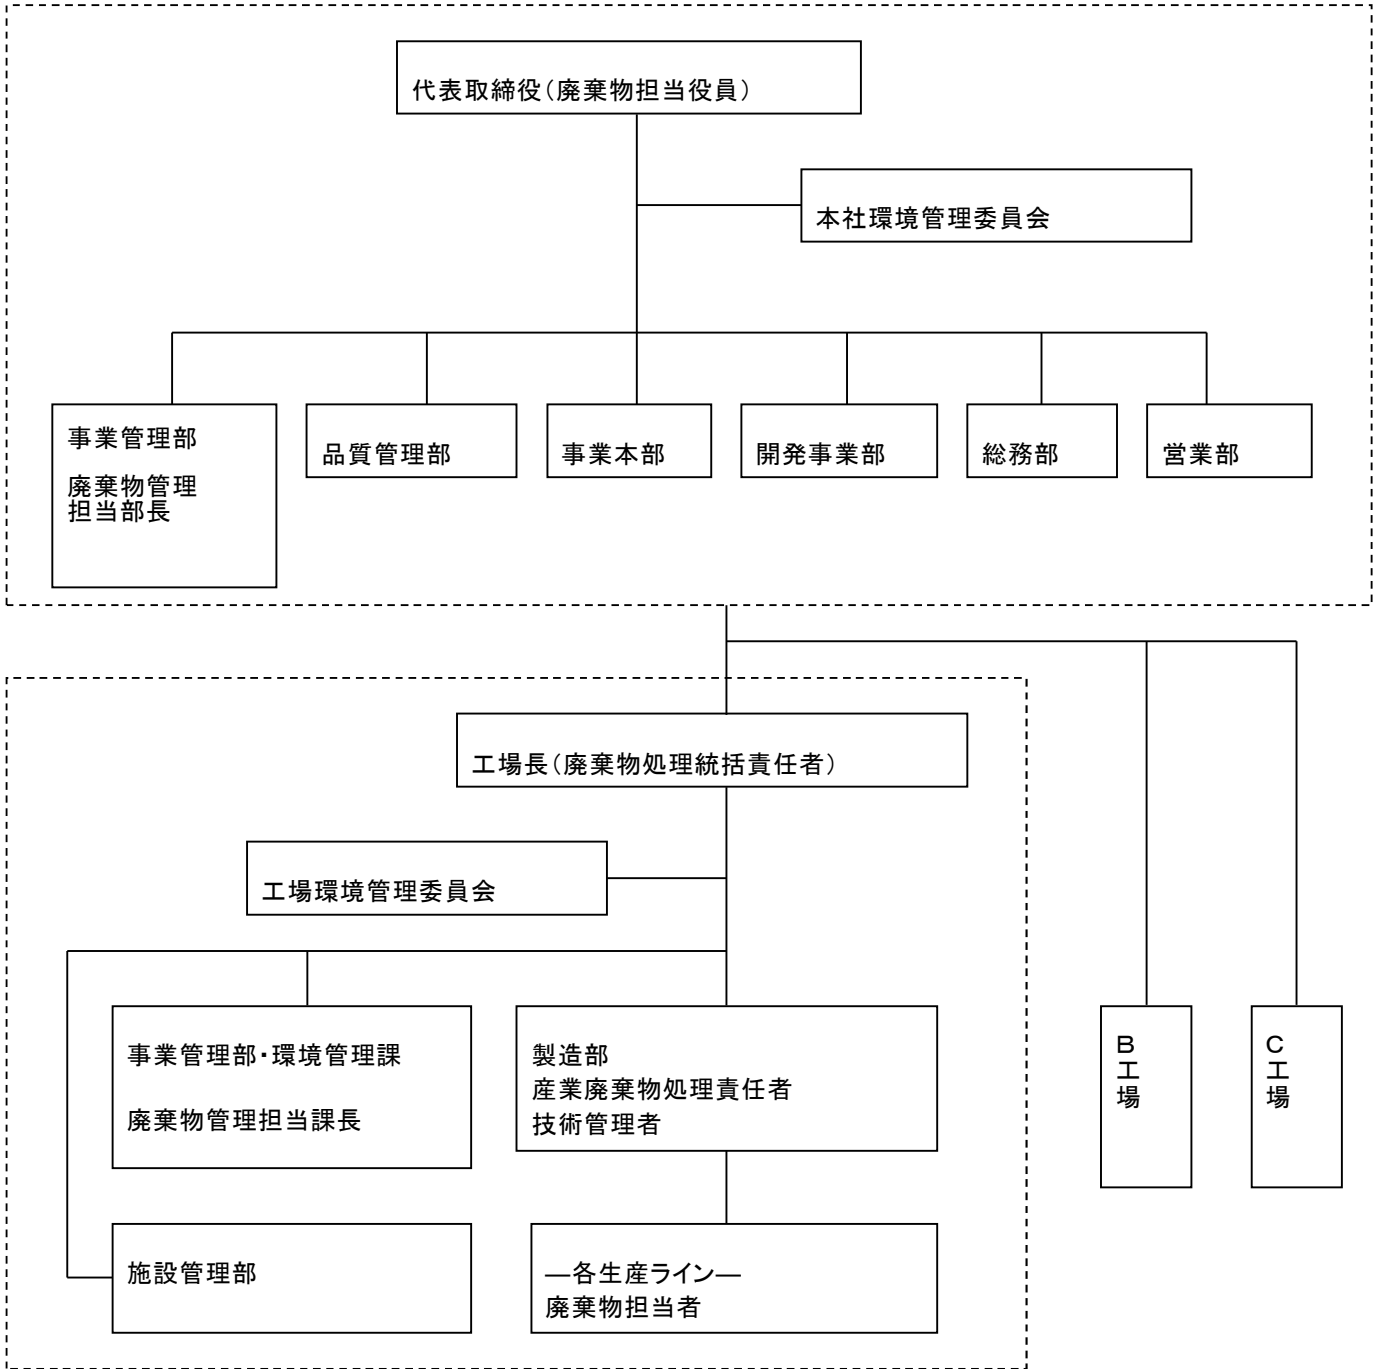 代表取締役（廃棄物担当役員）
本社環境管理委員会
事業管理部
廃棄物管理
担当部長
品質管理部
事業本部
開発事業部
総務部
営業部
工場長（廃棄物処理統括責任者）
工場環境管理委員会
事業管理部・環境管理課
廃棄物管理担当課長
製造部
産業廃棄物処理責任者
技術管理者
Ｂ工場
Ｃ工場
施設管理部
―各生産ライン―
廃棄物担当者